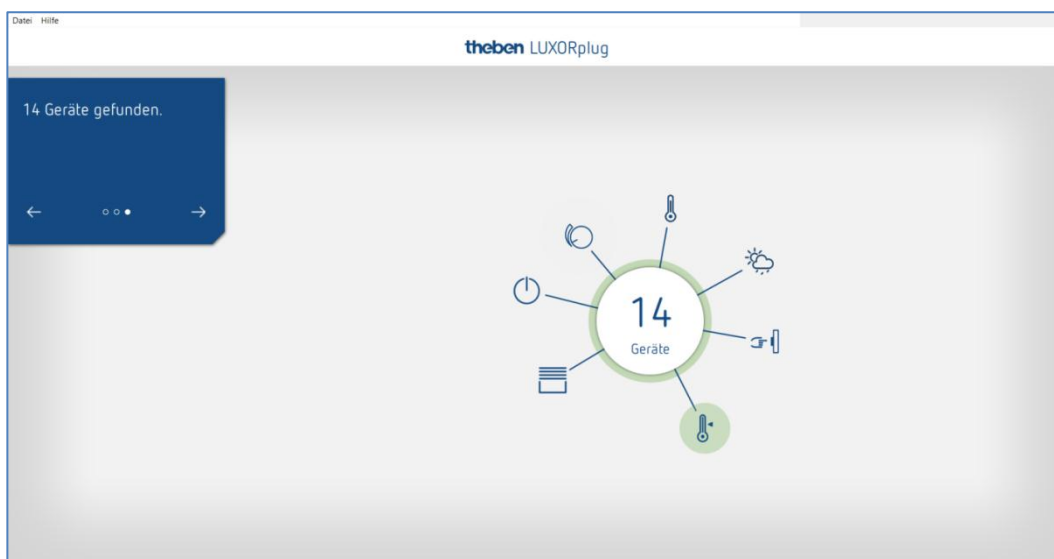 Datei Hilfe
theben LUXORplug
14 Geräte gefunden.
14
Geräte